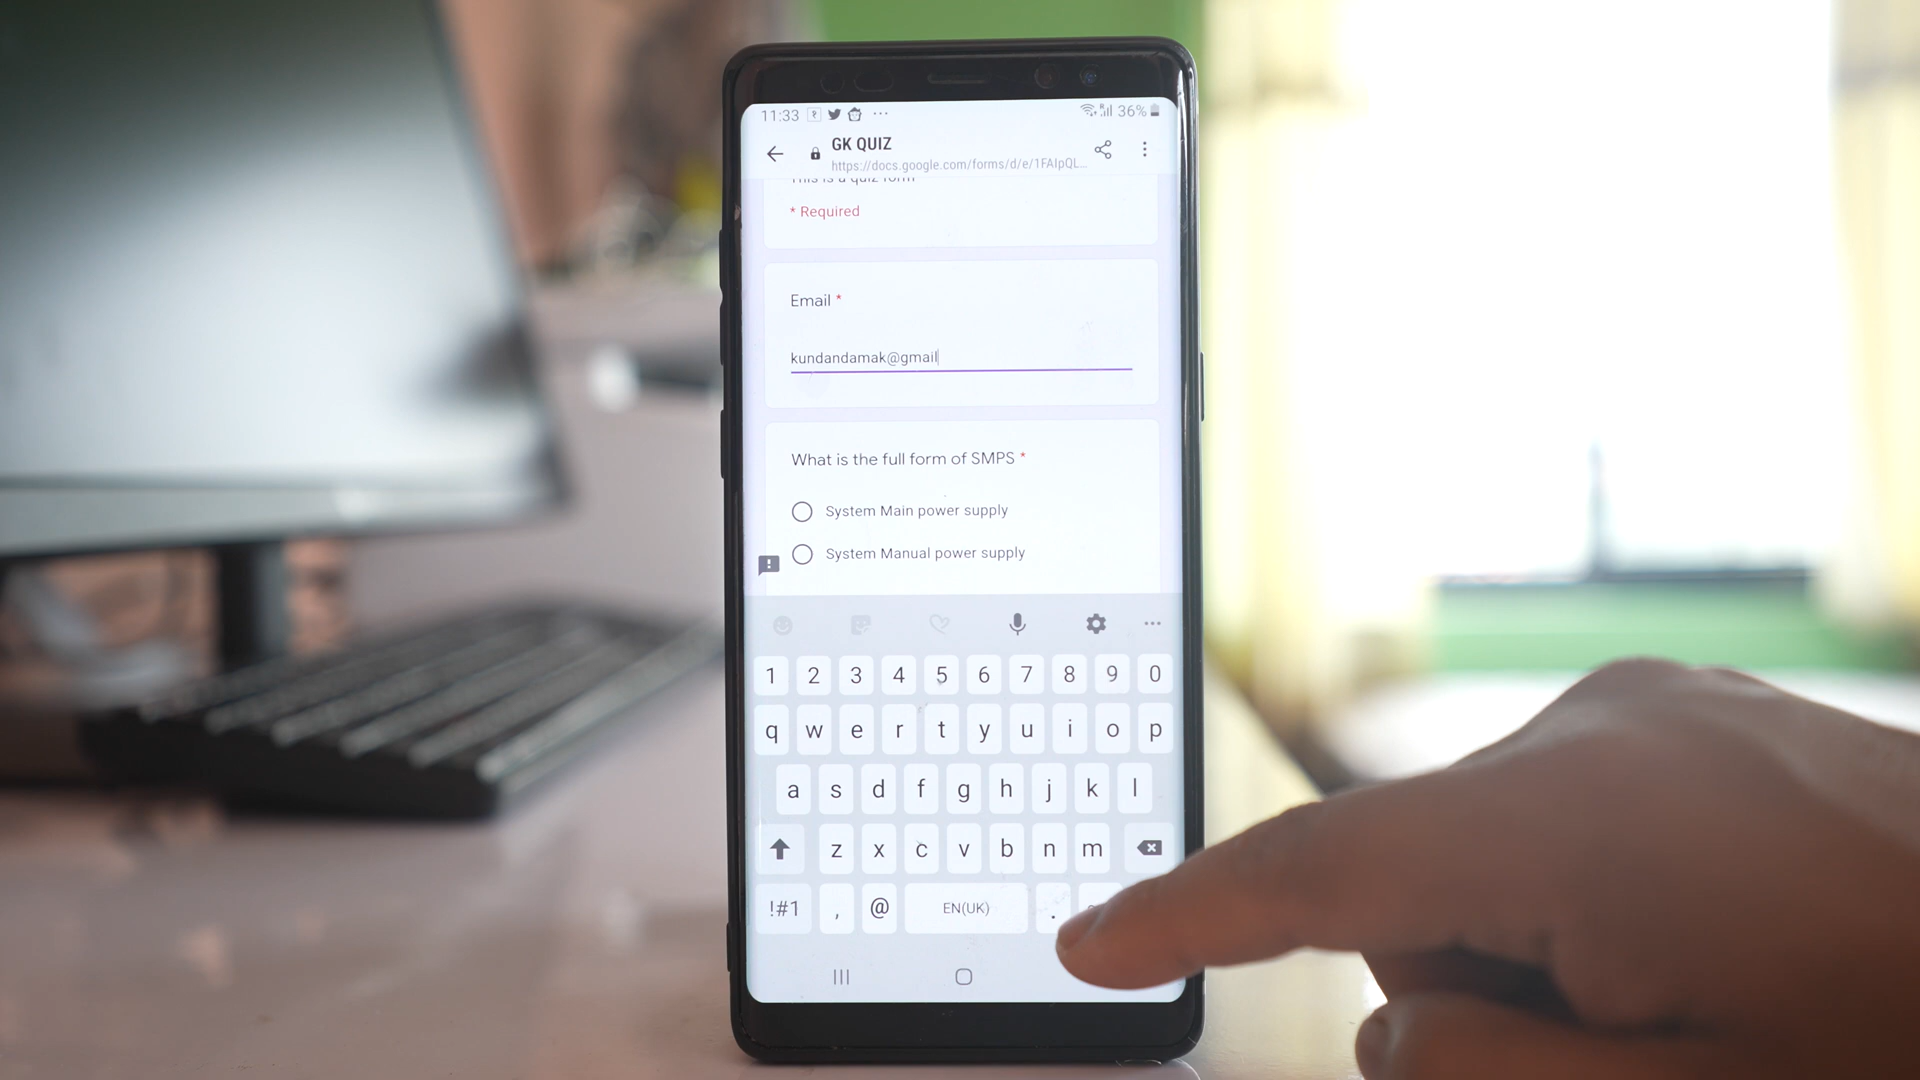 11:33 36%
GK QUIZ
https://docs.google.com/forms/d/e/1FAIpQL...
This is a quiz form
* Required
Email *
kundandamak@gmail
What is the full form of SMPS *
System Main power supply
System Manual power supply
1 2 3 4 5 6 7 8 9 0
q w e r t y u i o p
a s d f g h j k l
z x c v b n m
!#1 , @ EN(UK) .